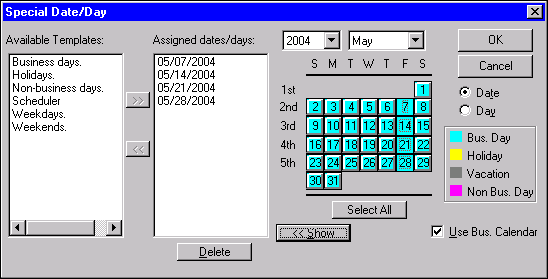 Special Date/Day
Available Templates:
Business days.
Holidays.
Non-business days.
Scheduler
Weekdays.
Weekends.
>>
<<
Assigned dates/days:
05/07/2004
05/14/2004
05/21/2004
05/28/2004
Delete
2004 May
S M T W T F S
1st 1
2nd 2 3 4 5 6 7 8
3rd 9 10 11 12 13 14 15
4th 16 17 18 19 20 21 22
5th 23 24 25 26 27 28 29
30 31
Select All
<< Show
OK
Cancel
Date
Day
Bus. Day
Holiday
Vacation
Non Bus. Day
Use Bus. Calendar